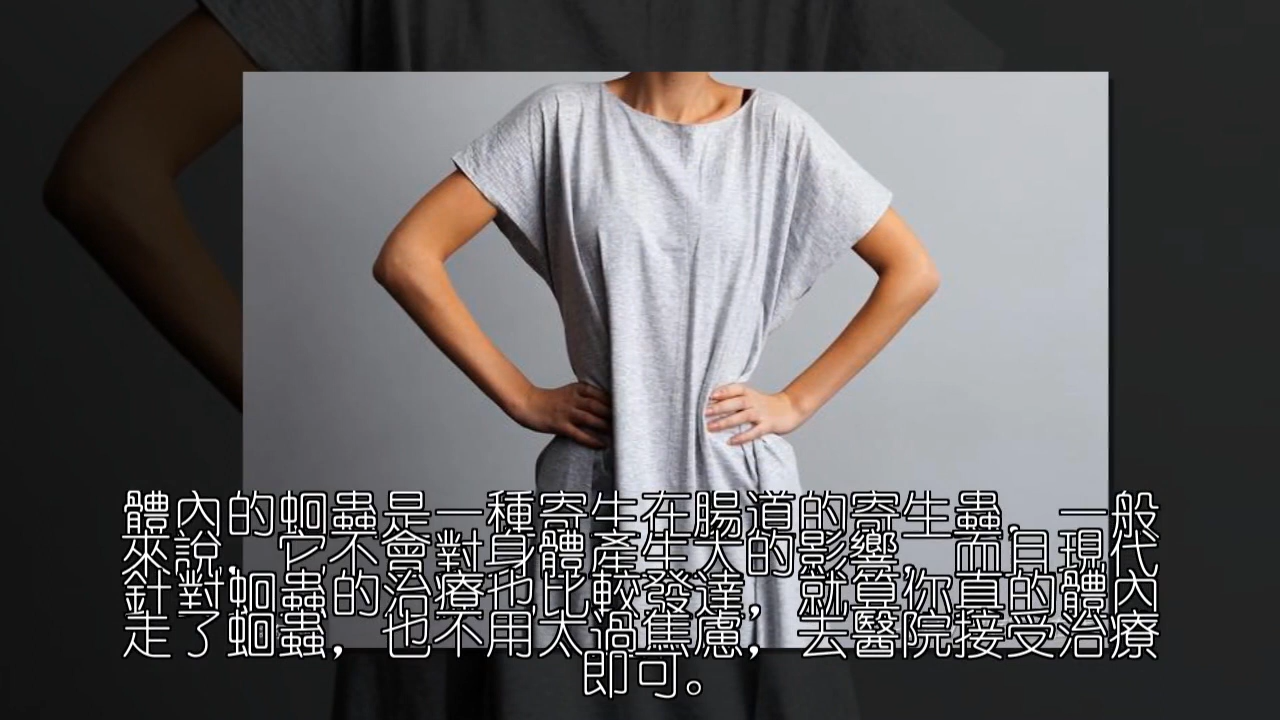 體內的蛔蟲是一種寄生在腸道的寄生蟲，一般
來說，它不會對身體產生大的影響，而且現代
針對蛔蟲的治療也比較發達，就算你真的體內
走了蛔蟲，也不用太過焦慮，去醫院接受治療
即可。